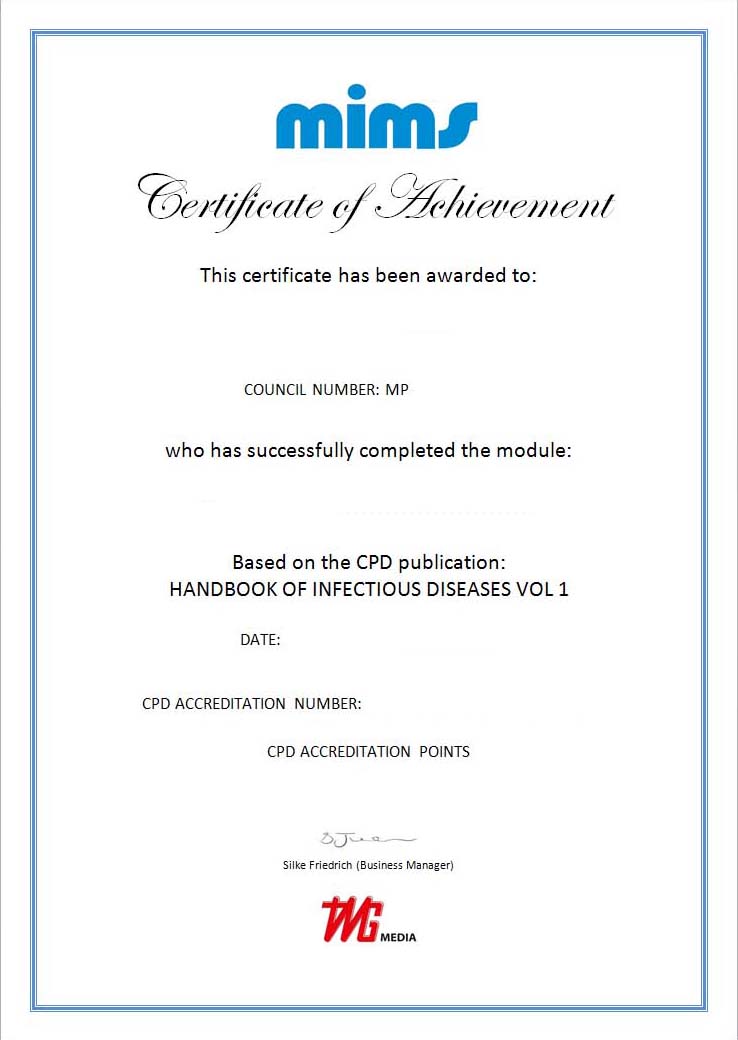 mims
Certificate of Achievement
This certificate has been awarded to:
COUNCIL NUMBER: MP
who has successfully completed the module:
Based on the CPD publication:
HANDBOOK OF INFECTIOUS DISEASES VOL 1
DATE:
CPD ACCREDITATION NUMBER:
CPD ACCREDITATION POINTS
Silke Friedrich (Business Manager)
TMG MEDIA